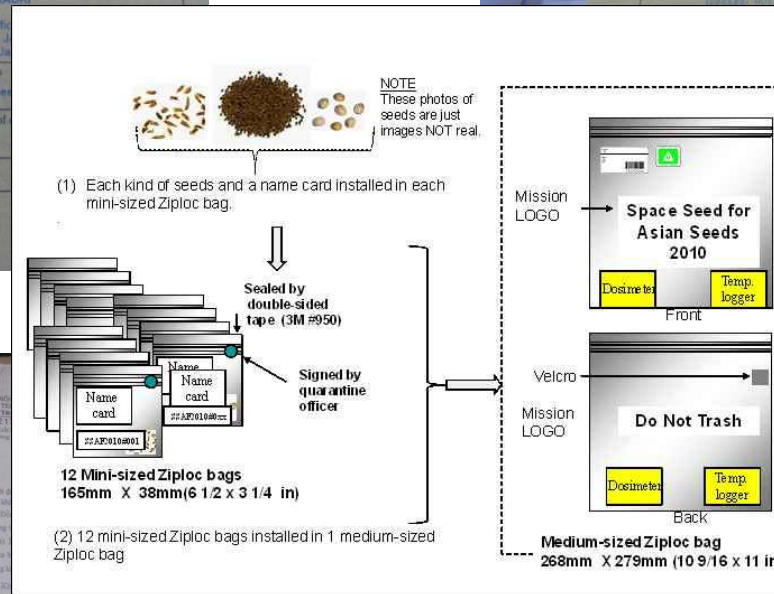 NOTE
These photos of
seeds are just
images NOT real.
(1) Each kind of seeds and a name card installed in each
mini-sized Ziploc bag.
Sealed by
double-sided
tape (3M #950)
Signed by
quarantine
officer
Name
card
Name
Name
card
SSAF2010#001
SSAF2010#0xx
12 Mini-sized Ziploc bags
165mm X 38mm(6 1/2 x 3 1/4 in)
(2) 12 mini-sized Ziploc bags installed in 1 medium-sized
Ziploc bag
Mission
LOGO
Space Seed for
Asian Seeds
2010
Dosimeter
Temp.
logger
Front
Velcro
Mission
LOGO
Do Not Trash
Dosimeter
Temp.
logger
Back
Medium-sized Ziploc bag
268mm X 279mm (10 9/16 x 11 in